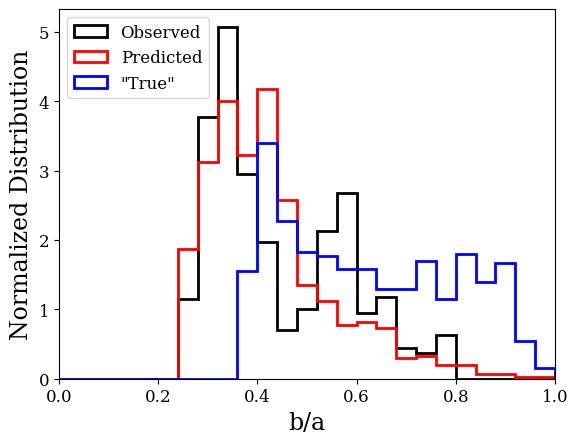 Observed
Predicted
"True"
Normalized Distribution
5
4
3
2
1
0
0.0 0.2 0.4 0.6 0.8 1.0
b/a